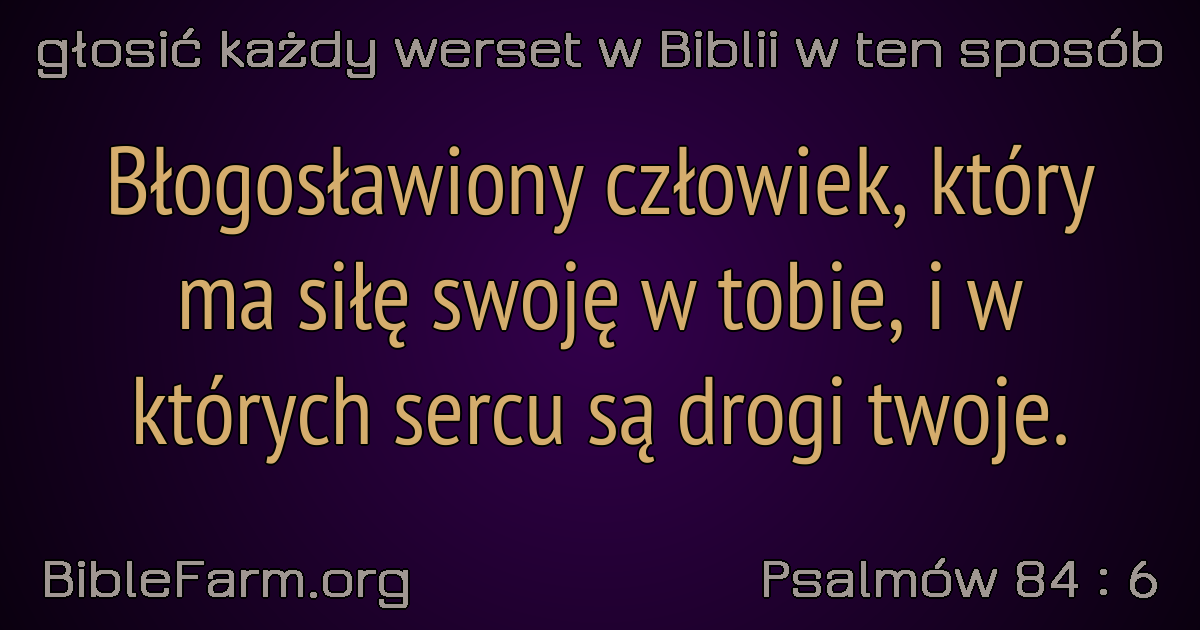 głosić każdy werset w Biblii w ten sposób
Błogosławiony człowiek, który
ma siłę swoję w tobie, i w
których sercu są drogi twoje.
BibleFarm.org
Psalmów 84 : 6